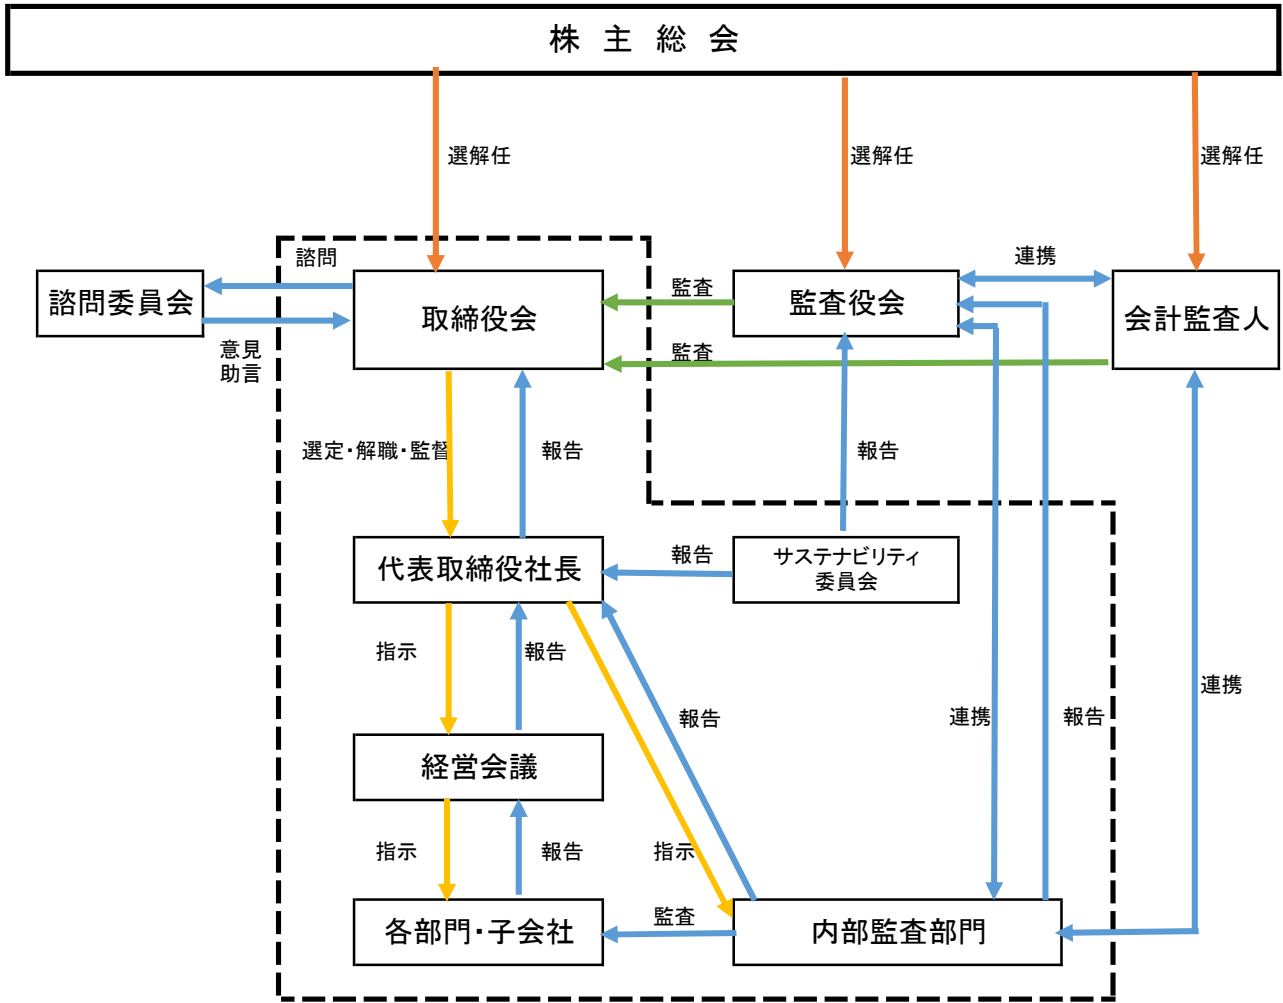 株 主 総 会
選解任
選解任
選解任
諮問
連携
諮問委員会
取締役会
監査
監査役会
会計監査人
意見
助言
監査
選定・解職・監督
報告
報告
代表取締役社長
報告
サステナビリティ
委員会
指示
報告
連携
報告
連携
報告
経営会議
指示
報告
指示
各部門・子会社
監査
内部監査部門